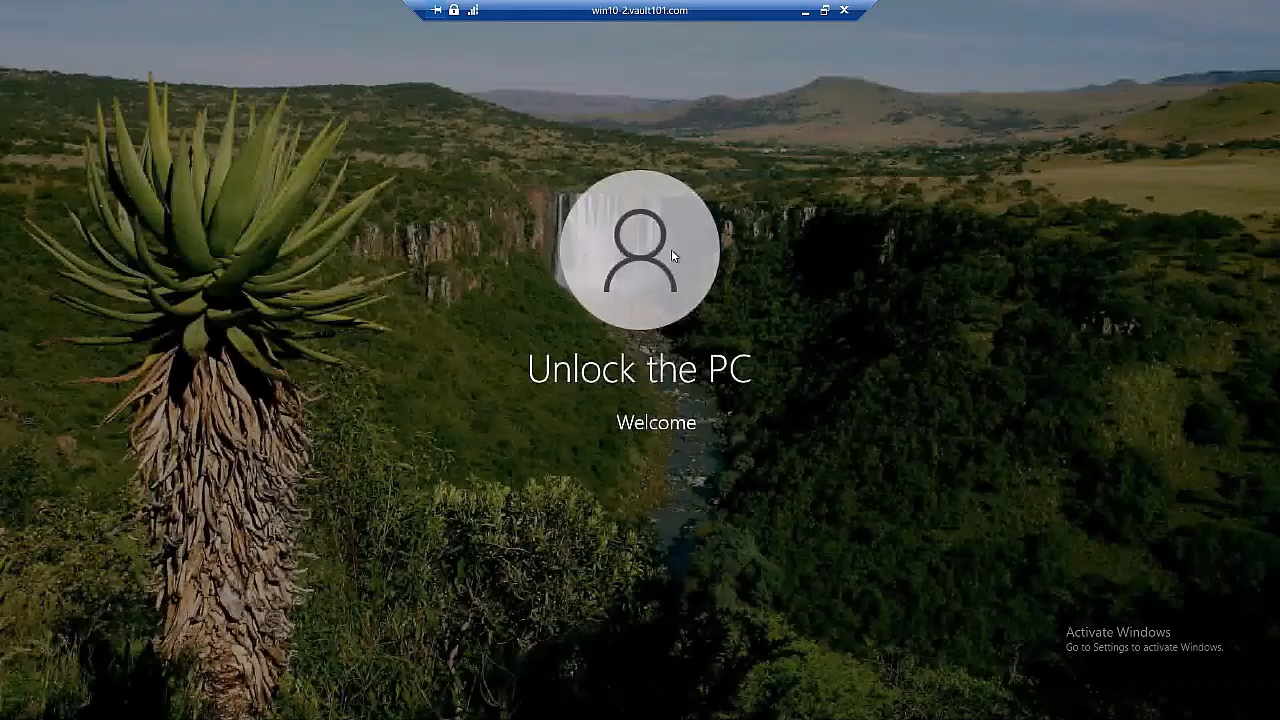 win10-2.vault101.com
Unlock the PC
Welcome
Activate Windows
Go to Settings to activate Windows.